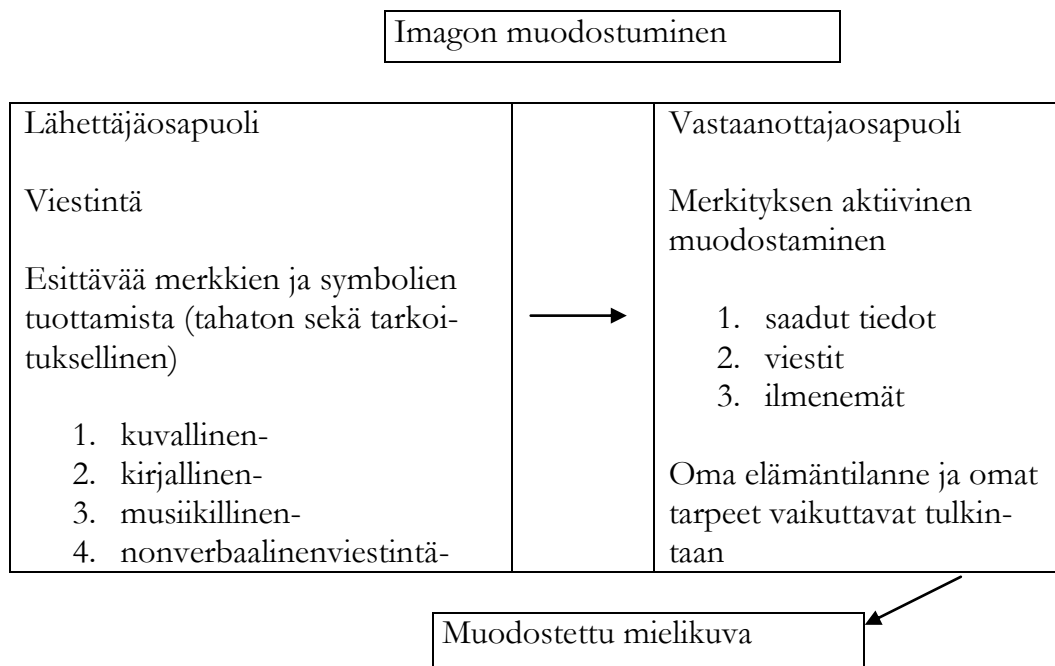 Imagon muodostuminen
Lähettäjäosapuoli
Viestintä
Esittävää merkkien ja symbolien
tuottamista (tahaton sekä tarkoi-
tuksellinen)
1. kuvallinen-
2. kirjallinen-
3. musiikillinen-
4. nonverbaalinenviestintä-
Vastaanottajaosapuoli
Merkityksen aktiivinen
muodostaminen
1. saadut tiedot
2. viestit
3. ilmenemät
Oma elämäntilanne ja omat
tarpeet vaikuttavat tulkin-
taan
Muodostettu mielikuva